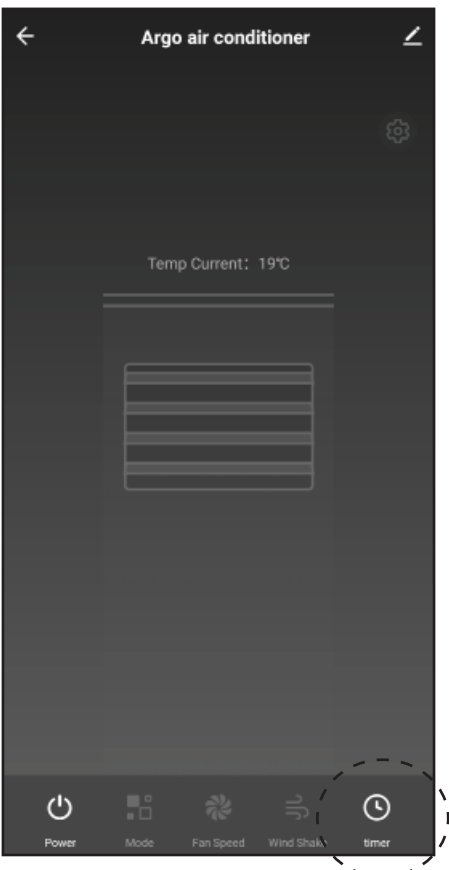 Argo air conditioner
Temp Current: 19℃
Power
Mode
Fan Speed
Wind Shake
timer